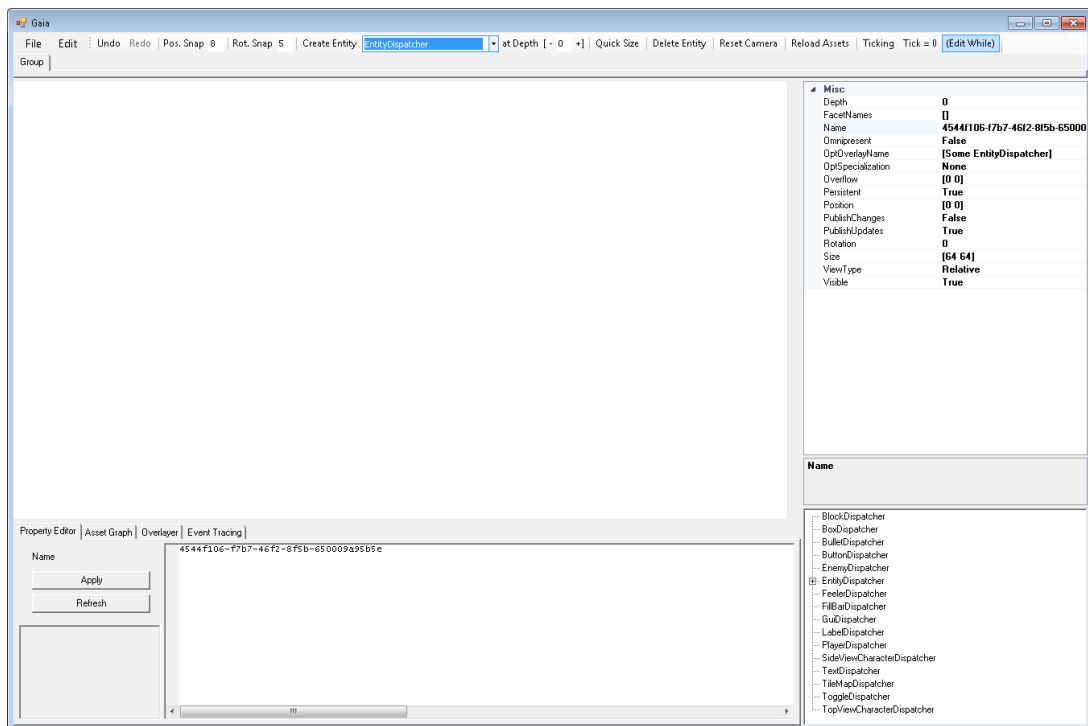 Gaia
File Edit Undo Redo Pos. Snap 8 Rot. Snap 5 Create Entity EntityDispatcher at Depth [ - 0 +] Quick Size Delete Entity Reset Camera Reload Assets Ticking Tick = 0 (Edit While)
Group
Misc
Depth 0
FacetNames []
Name 4544f106-f7b7-46f2-8f5b-65000
Omnipresent False
OptOverlayName [Some EntityDispatcher]
OptSpecialization None
Overflow [0 0]
Persistent True
Position [0 0]
PublishChanges False
PublishUpdates True
Rotation 0
Size [64 64]
ViewType Relative
Visible True
Name
Property Editor Asset Graph Overlayer Event Tracing
Name
Apply
Refresh
4544f106-f7b7-46f2-8f5b-650009a95b5e
BlockDispatcher
BoxDispatcher
BulletDispatcher
ButtonDispatcher
EnemyDispatcher
EntityDispatcher
FeelerDispatcher
FillBarDispatcher
GuiDispatcher
LabelDispatcher
PlayerDispatcher
SideViewCharacterDispatcher
TextDispatcher
TileMapDispatcher
ToggleDispatcher
TopViewCharacterDispatcher